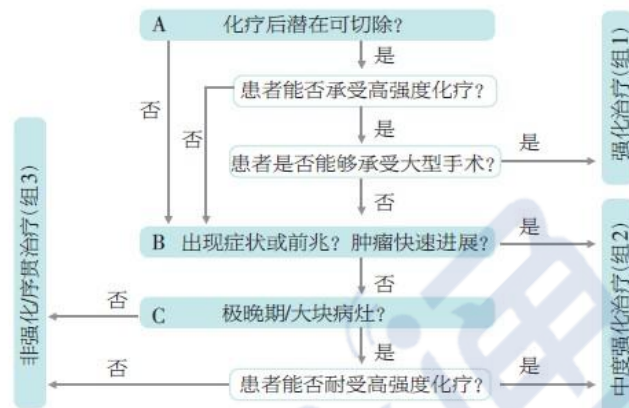 A 化疗后潜在可切除？
是
患者能否承受高强度化疗？
否
否
是
患者是否能够承受大型手术？
是
强化治疗(组1)
否
B 出现症状或前兆？肿瘤快速进展？
是
否
C 极晚期/大块病灶？
否
非强化/序贯治疗(组3)
是
患者能否耐受高强度化疗？
否
是
中度强化治疗(组2)